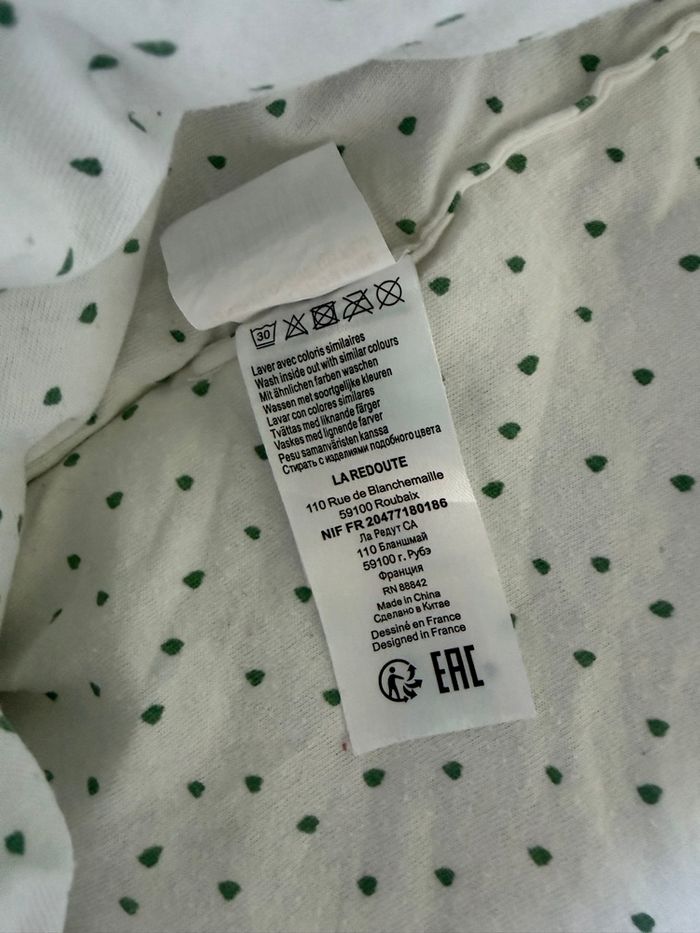 30
Laver avec coloris similaires
Wash inside out with similar colours
Mit ähnlichen farben waschen
Wassen met soortgelijke kleuren
Lavar con colores similares
Tvättas med liknande färger
Vaskes med lignende farver
Pesu samanväristen kanssa
Стирать с изделиями подобного цвета
LA REDOUTE
110 Rue de Blanchemaille
59100 Roubaix
NIF FR 20477180186
Ла Редут СА
110 Бланшмай
59100 г. Рубэ
Франция
RN 88842
Made in China
Сделано в Китае
Dessiné en France
Designed in France
EAC